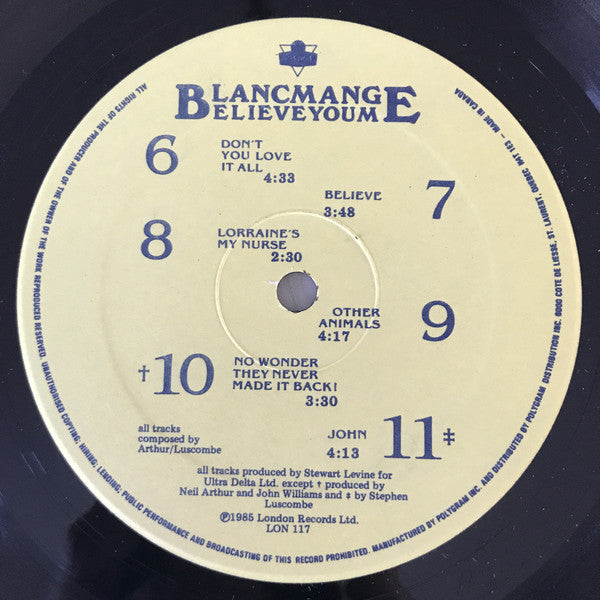 BLANCMANGE
BELIEVEYOUME
6
DON'T
YOU LOVE
IT ALL
4:33
BELIEVE
3:48
7
8
LORRAINE'S
MY NURSE
2:30
OTHER
ANIMALS
4:17
9
†10
NO WONDER
THEY NEVER
MADE IT BACK!
3:30
all tracks
composed by
Arthur/Luscombe
JOHN
4:13
11‡
all tracks produced by Stewart Levine for
Ultra Delta Ltd. except † produced by
Neil Arthur and John Williams and ‡ by Stephen
Luscombe
℗1985 London Records Ltd.
LON 117
ALL RIGHTS OF THE PRODUCER AND OF THE OWNER OF THE WORK REPRODUCED RESERVED. UNAUTHORISED COPYING, HIRING, LENDING, PUBLIC PERFORMANCE AND BROADCASTING OF THIS RECORD PROHIBITED. MANUFACTURED BY POLYGRAM INC. AND DISTRIBUTED BY POLYGRAM DISTRIBUTION INC. 6000 COTE DE LIESSE, ST. LAURENT, QUEBEC H4T 1E3 - MADE IN CANADA